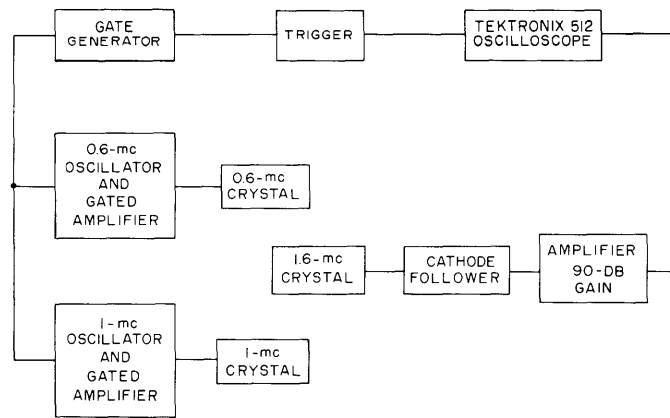 GATE
GENERATOR
TRIGGER
TEKTRONIX 512
OSCILLOSCOPE
0.6-mc
OSCILLATOR
AND
GATED
AMPLIFIER
0.6-mc
CRYSTAL
1.6-mc
CRYSTAL
CATHODE
FOLLOWER
AMPLIFIER
90-DB
GAIN
1-mc
OSCILLATOR
AND
GATED
AMPLIFIER
1-mc
CRYSTAL